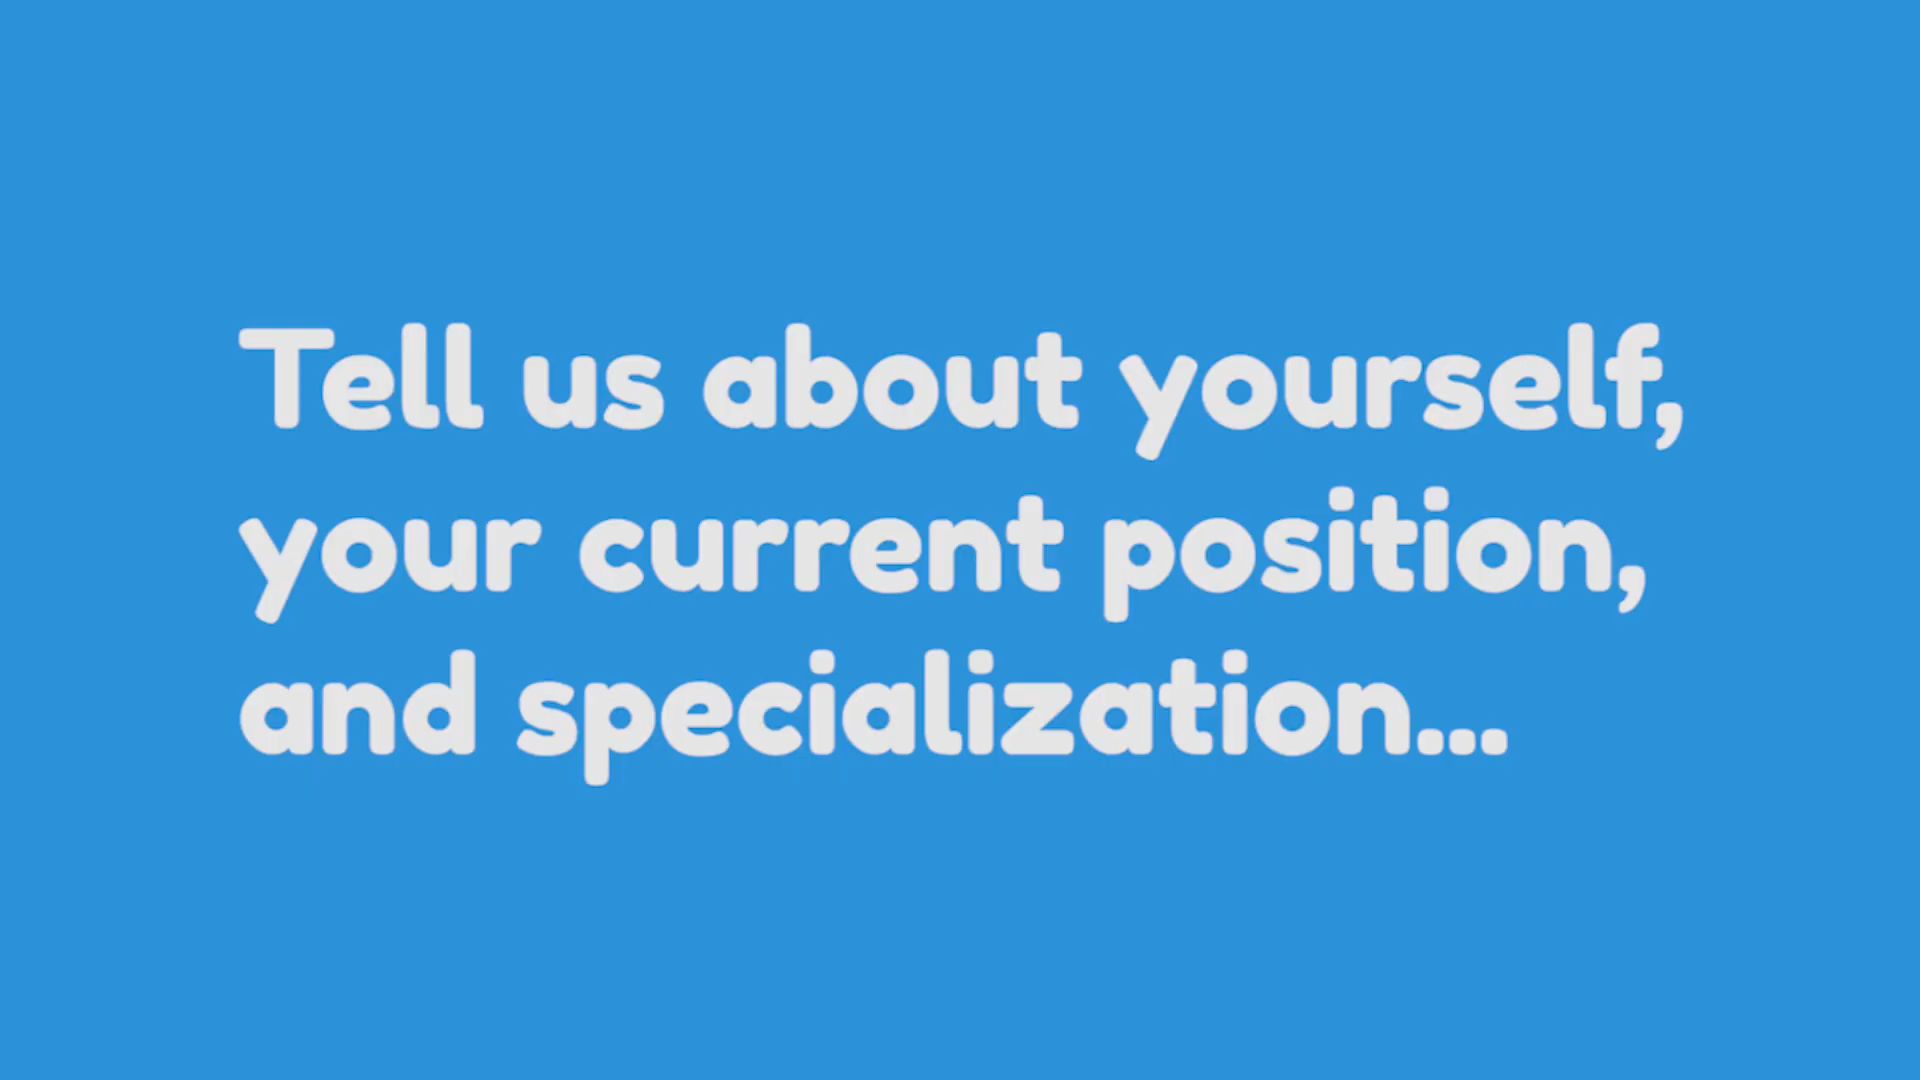 Tell us about yourself,
your current position,
and specialization...